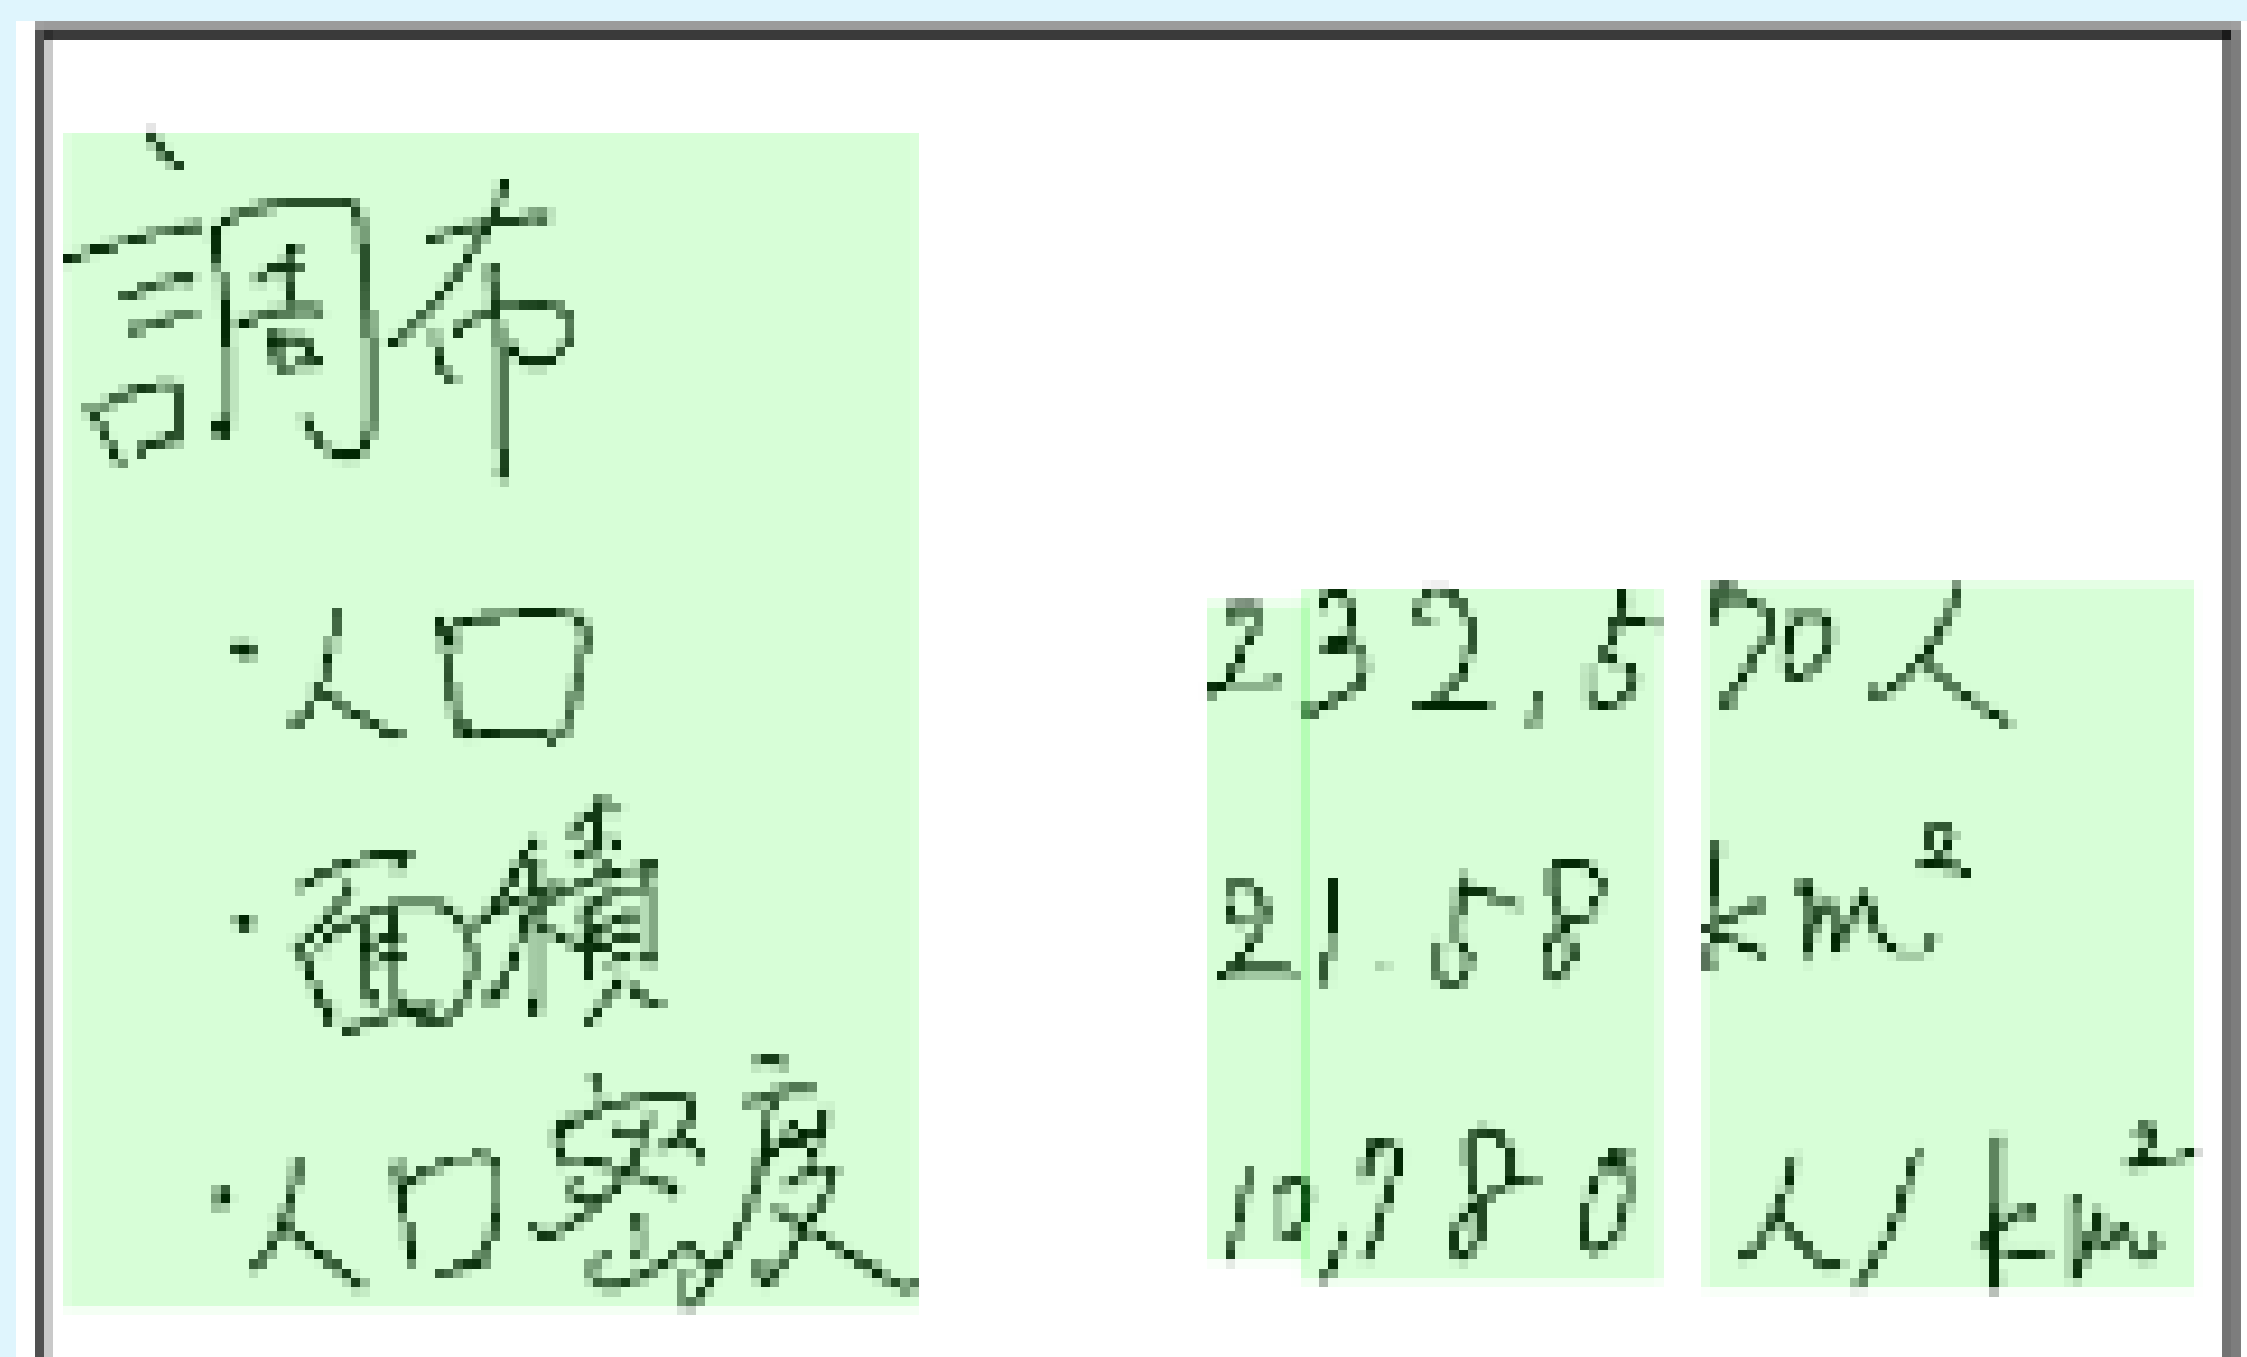 調布
・人口 232,570人
・面積 21.58 km²
・人口密度 10,780 人/km²